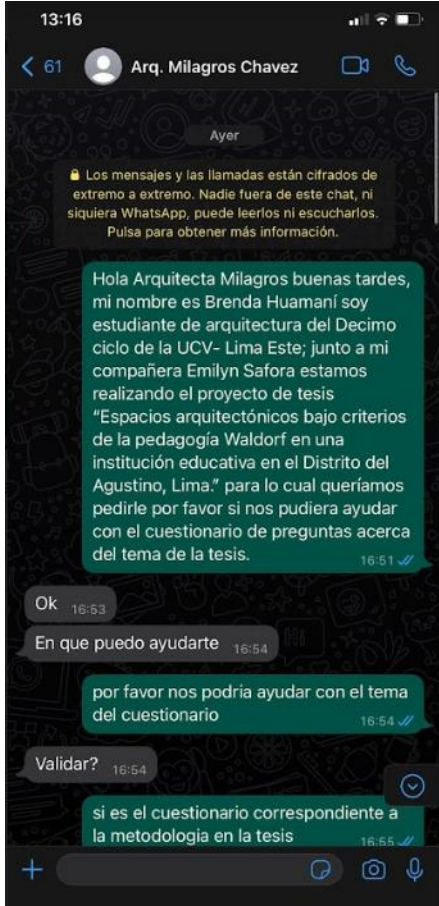 13:16
61 Arq. Milagros Chavez
Ayer
Los mensajes y las llamadas están cifrados de
extremo a extremo. Nadie fuera de este chat, ni
siquiera WhatsApp, puede leerlos ni escucharlos.
Pulsa para obtener más información.
Hola Arquitecta Milagros buenas tardes,
mi nombre es Brenda Huamaní soy
estudiante de arquitectura del Decimo
ciclo de la UCV- Lima Este; junto a mi
compañera Emilyn Safora estamos
realizando el proyecto de tesis
“Espacios arquitectónicos bajo criterios
de la pedagogía Waldorf en una
institución educativa en el Distrito del
Agustino, Lima.” para lo cual queríamos
pedirle por favor si nos pudiera ayudar
con el cuestionario de preguntas acerca
del tema de la tesis.
16:51
Ok 16:53
En que puedo ayudarte 16:54
por favor nos podria ayudar con el tema
del cuestionario
16:54
Validar? 16:54
si es el cuestionario correspondiente a
la metodologia en la tesis
16:55